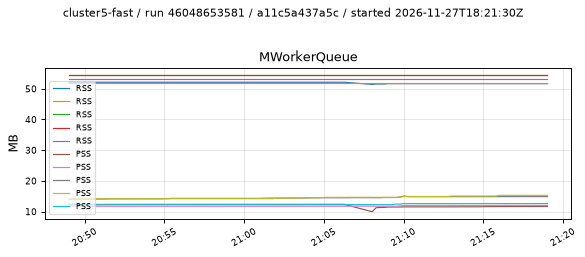 cluster5-fast / run 46048653581 / a11c5a437a5c / started 2026-11-27T18:21:30Z
MWorkerQueue
MB
50
40
30
20
10
RSS
RSS
RSS
RSS
RSS
PSS
PSS
PSS
PSS
PSS
20:50
20:55
21:00
21:05
21:10
21:15
21:20